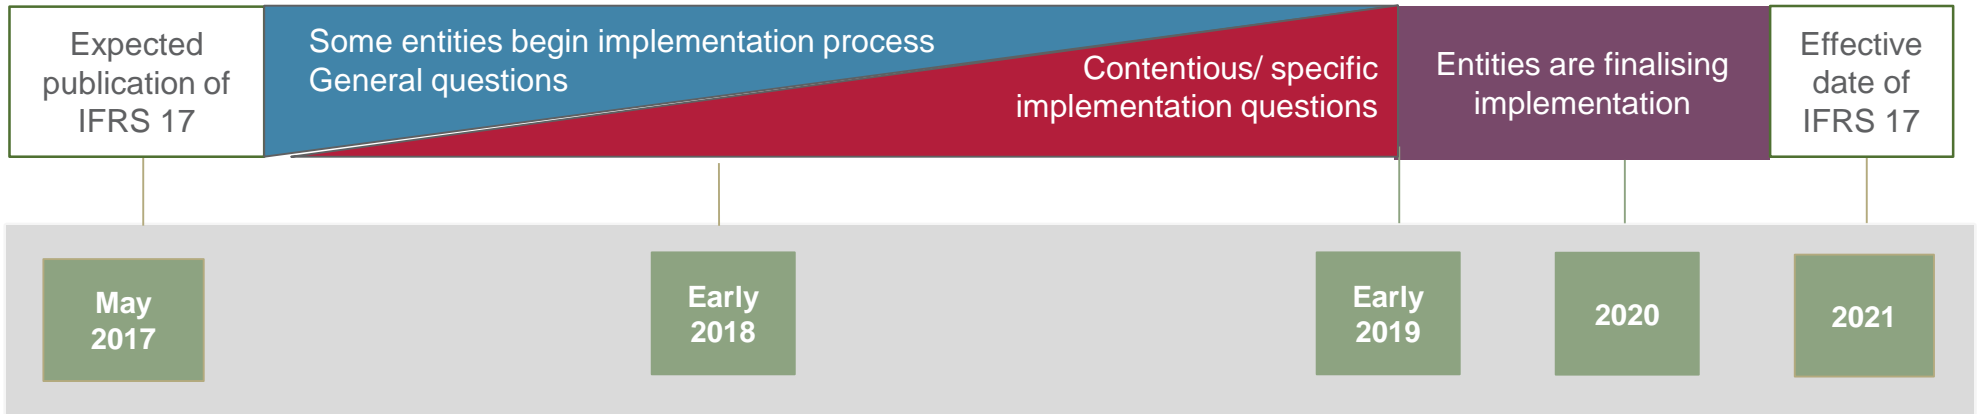 Expected
publication of
IFRS 17
Some entities begin implementation process
General questions
Contentious/ specific
implementation questions
Entities are finalising
implementation
Effective
date of
IFRS 17
May
2017
Early
2018
Early
2019
2020
2021